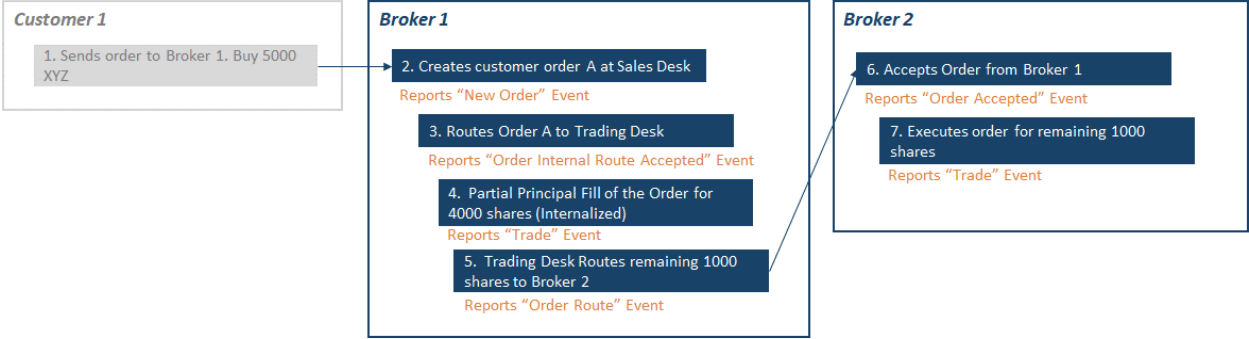 Customer 1
1. Sends order to Broker 1. Buy 5000
XYZ
Broker 1
2. Creates customer order A at Sales Desk
Reports “New Order” Event
3. Routes Order A to Trading Desk
Reports “Order Internal Route Accepted” Event
4. Partial Principal Fill of the Order for
4000 shares (Internalized)
Reports “Trade” Event
5. Trading Desk Routes remaining 1000
shares to Broker 2
Reports “Order Route” Event
Broker 2
6. Accepts Order from Broker 1
Reports “Order Accepted” Event
7. Executes order for remaining 1000
shares
Reports “Trade” Event